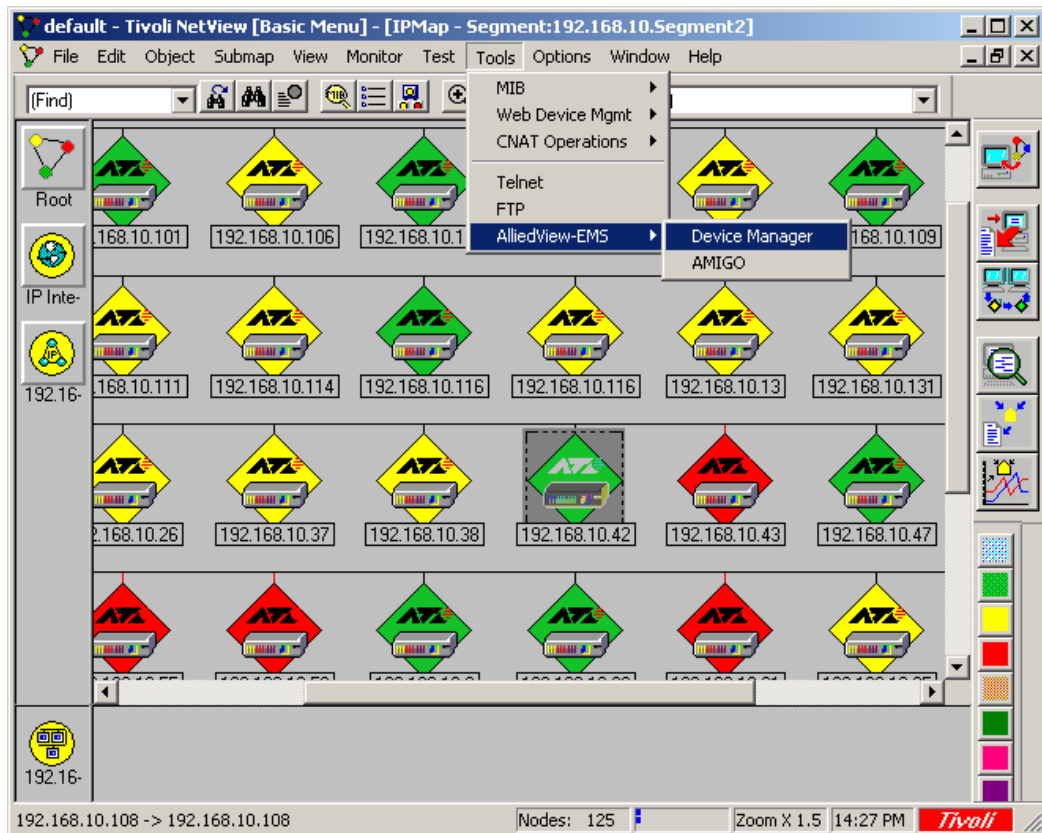 default - Tivoli NetView [Basic Menu] - [IPMap - Segment:192.168.10.Segment2]
File Edit Object Submap View Monitor Test Tools Options Window Help
(Find)
MIB
Web Device Mgmt
CNAT Operations
Telnet
FTP
AlliedView-EMS
Device Manager
AMIGO
Root
IP Inte-
192.16-
.168.10.101 192.168.10.106 192.168.10.1 168.10.109
.168.10.111 192.168.10.114 192.168.10.116 192.168.10.116 192.168.10.13 192.168.10.131
.168.10.26 192.168.10.37 192.168.10.38 192.168.10.42 192.168.10.43 192.168.10.47
192.16-
192.168.10.108 -> 192.168.10.108 Nodes: 125 Zoom X 1.5 14:27 PM Tivoli